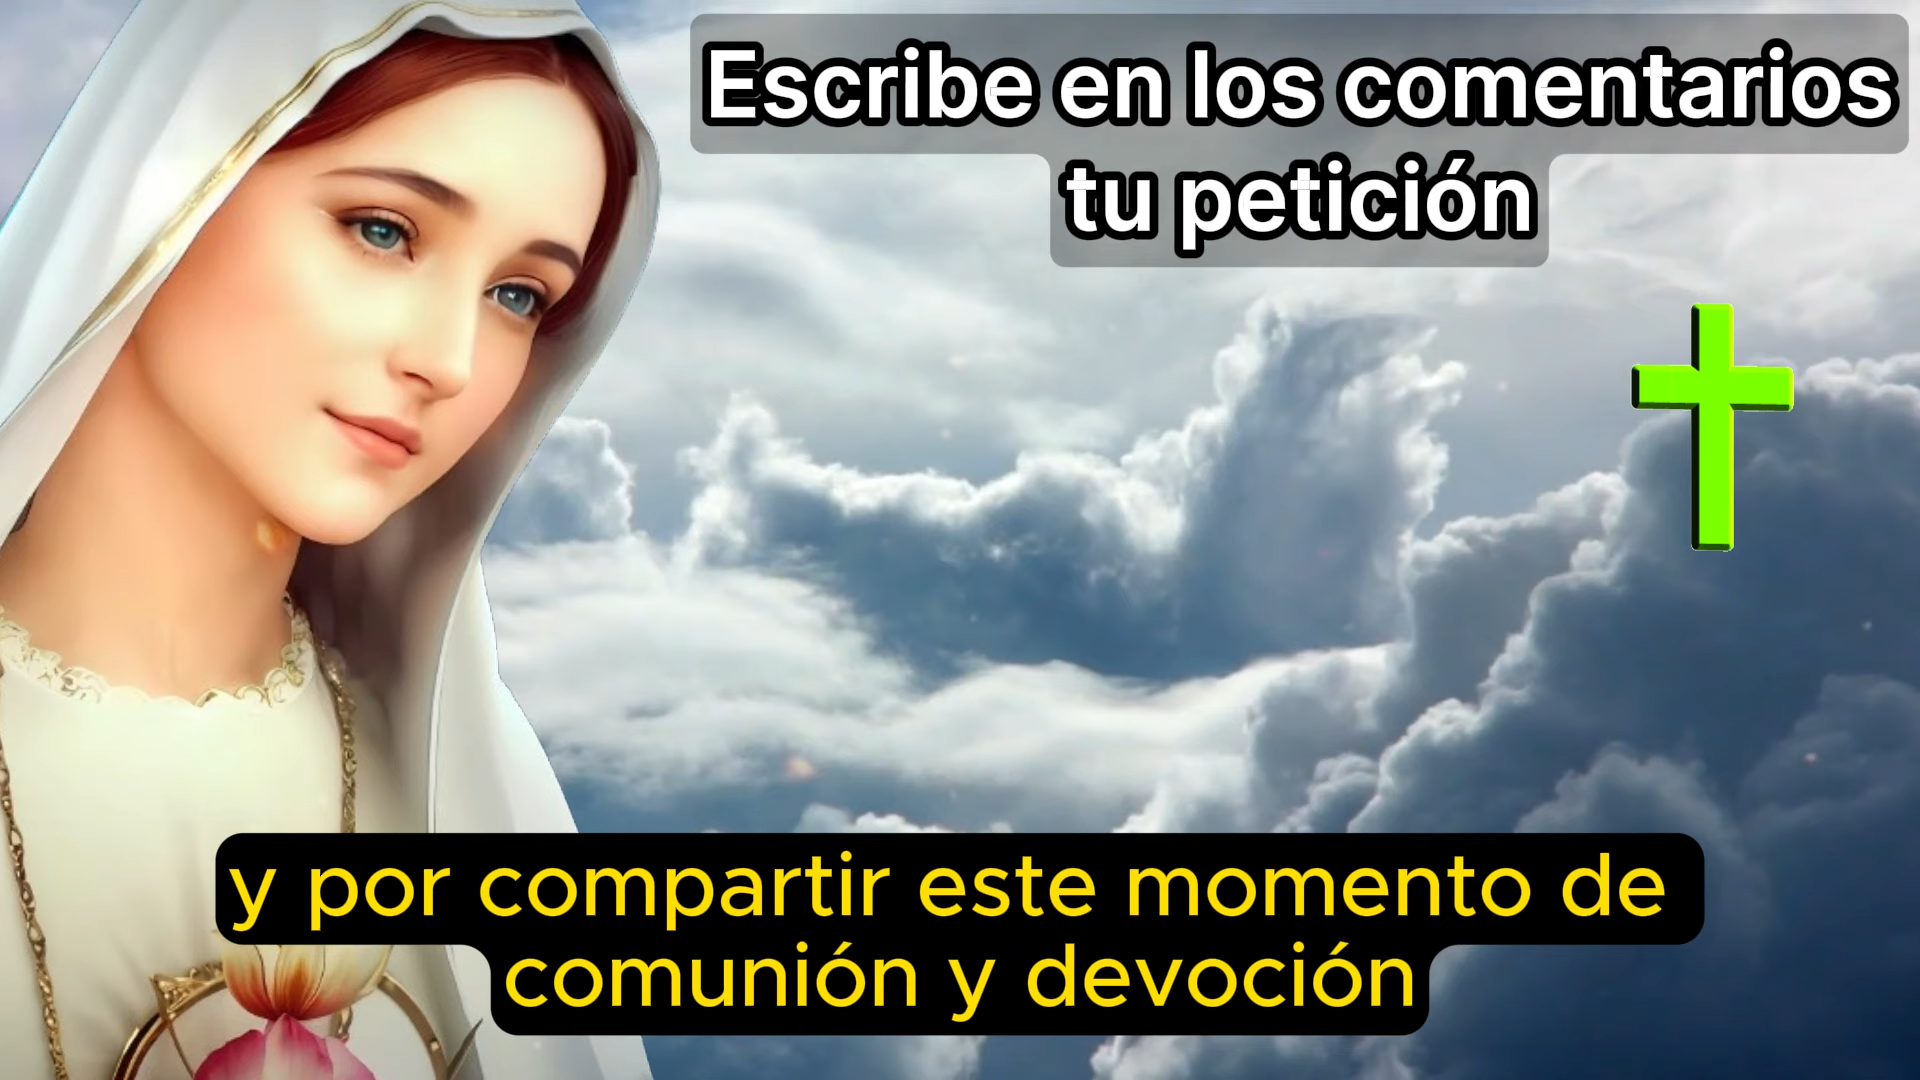 Escribe en los comentarios
tu petición
y por compartir este momento de
comunión y devoción